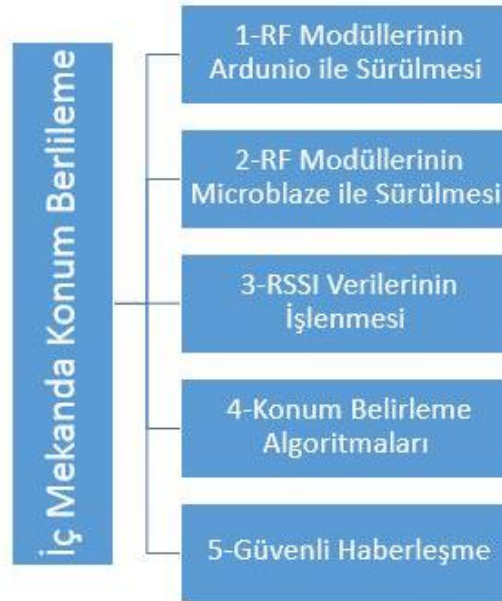 İç Mekanda Konum Berlileme
1-RF Modüllerinin
Ardunio ile Sürülmesi
2-RF Modüllerinin
Microblaze ile Sürülmesi
3-RSSI Verilerinin
İşlenmesi
4-Konum Belirleme
Algoritmaları
5-Güvenli Haberleşme